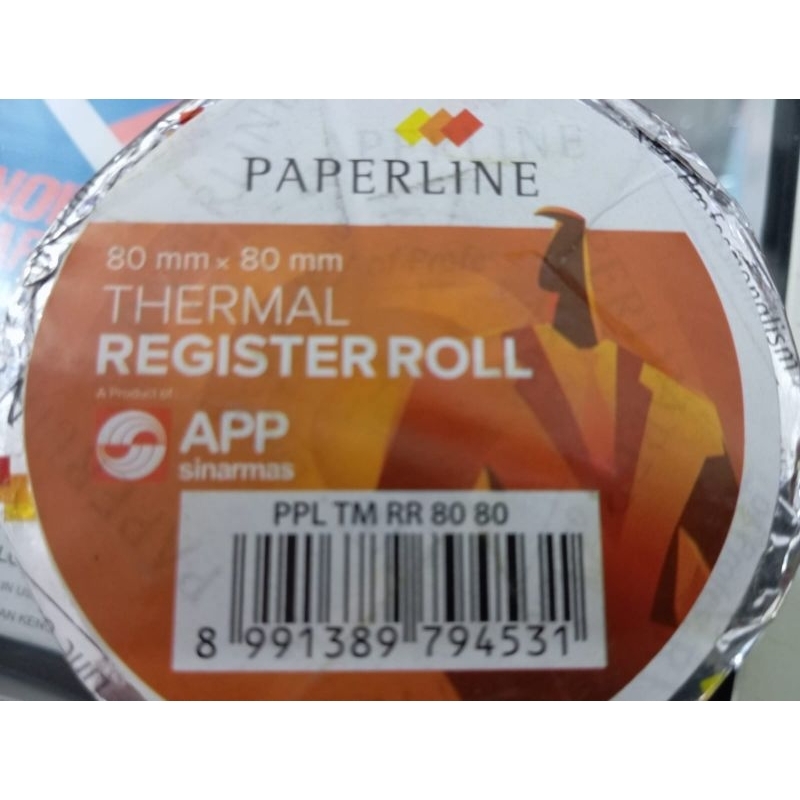 PAPERLINE
80 mm x 80 mm
THERMAL
REGISTER ROLL
A Product of
APP
sinarmas
PPL TM RR 80 80
8 991389 794531